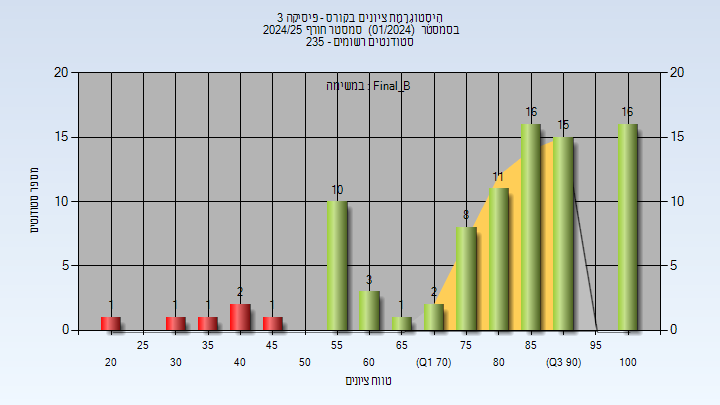 היסטוגרמת ציונים בקורס - פיסיקה 3
בסמסטר (01/2024) סמסטר חורף 2024/25
סטודנטים רשומים - 235
במשימה : Final_B
20 20
15 15
10 10
5 5
0 0
מספר סטודנטים
1 1 1 2 1 10 3 1 2 8 11 16 15 16
25 35 45 55 65 75 85 95
20 30 40 50 60 (Q1 70) 80 (Q3 90) 100
טווח ציונים